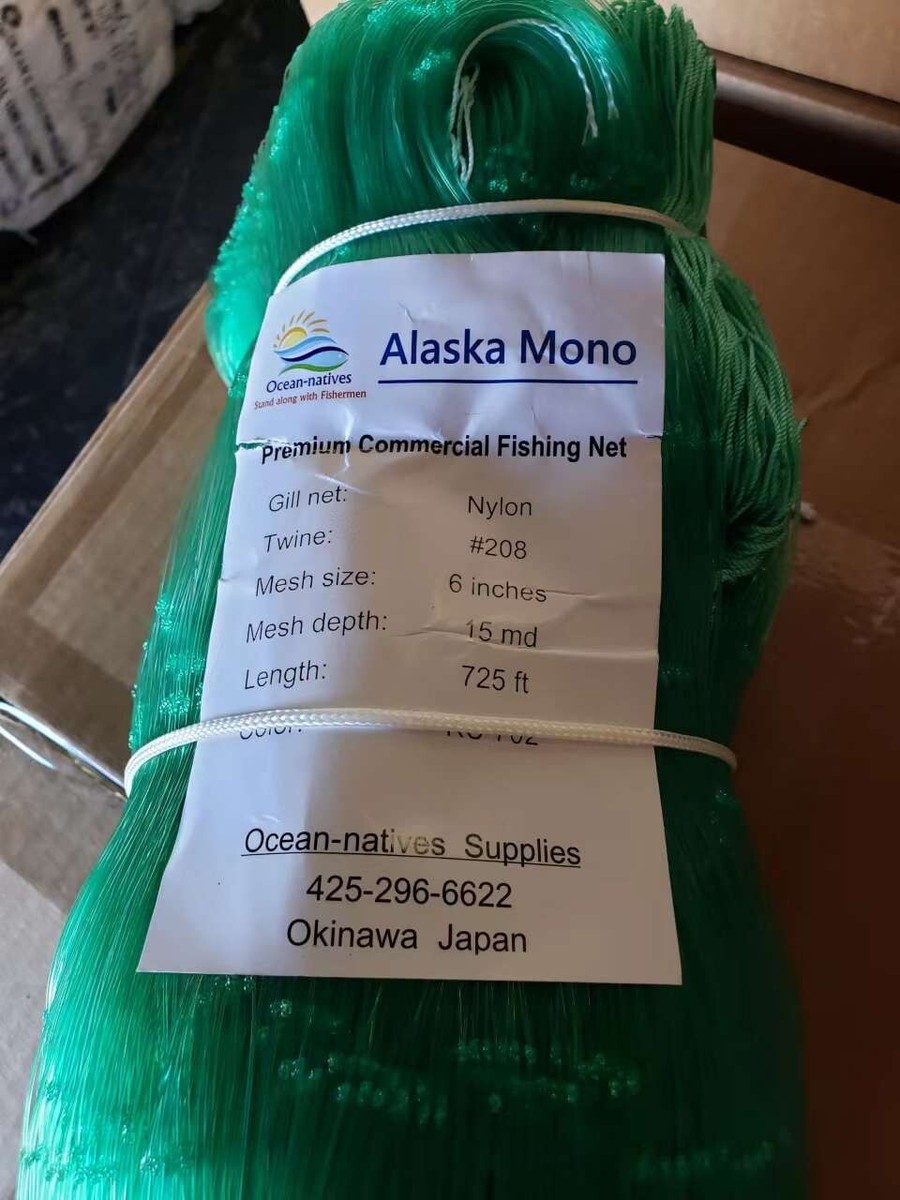 Ocean-natives
Stand along with Fishermen
Alaska Mono
Premium Commercial Fishing Net
Gill net: Nylon
Twine: #208
Mesh size: 6 inches
Mesh depth: 15 md
Length: 725 ft
Color:
Ocean-natives Supplies
425-296-6622
Okinawa Japan